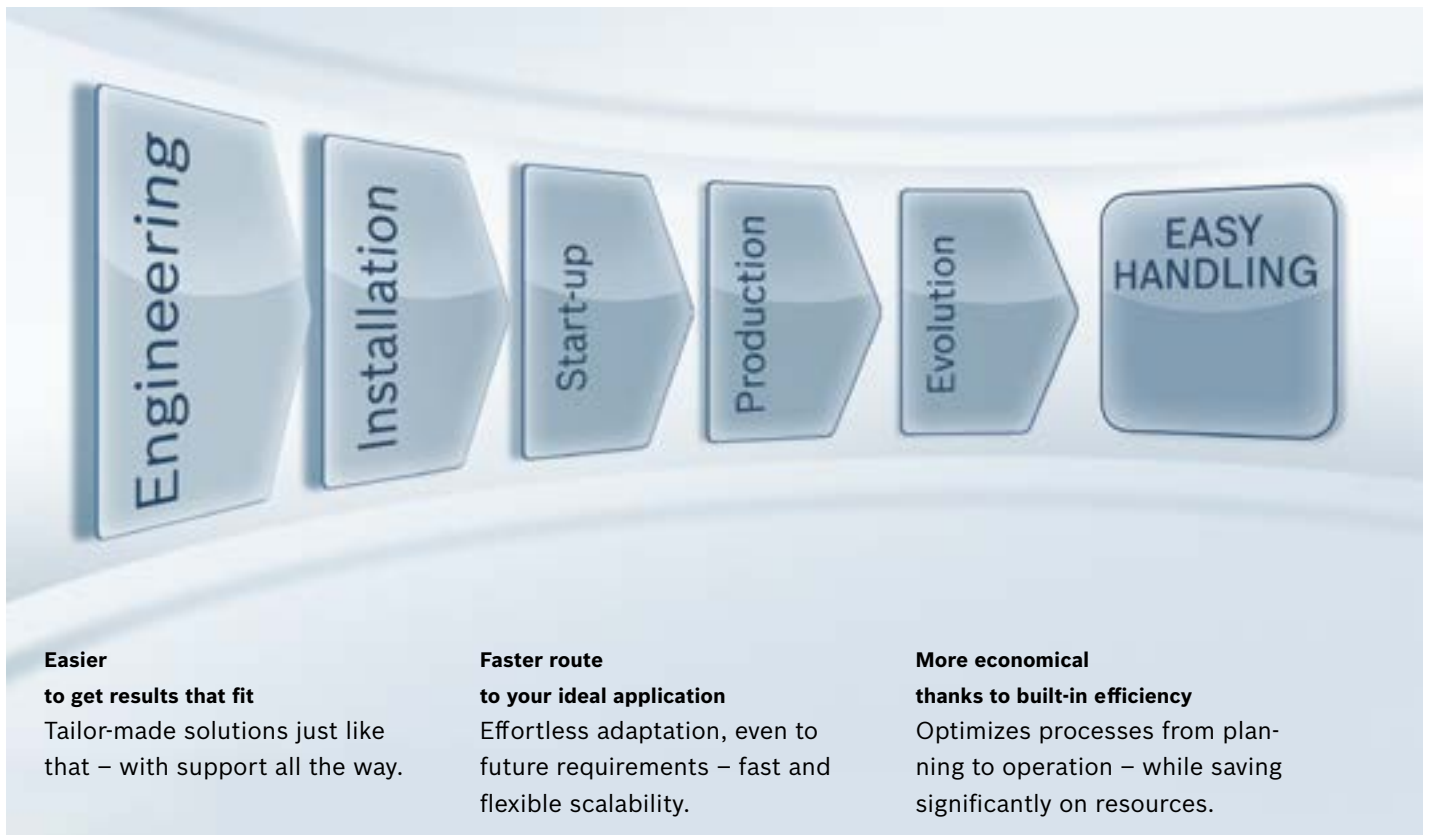 Engineering
Installation
Start-up
Production
Evolution
EASY
HANDLING
Easier
to get results that fit
Tailor-made solutions just like
that – with support all the way.
Faster route
to your ideal application
Effortless adaptation, even to
future requirements – fast and
flexible scalability.
More economical
thanks to built-in efficiency
Optimizes processes from plan-
ning to operation – while saving
significantly on resources.